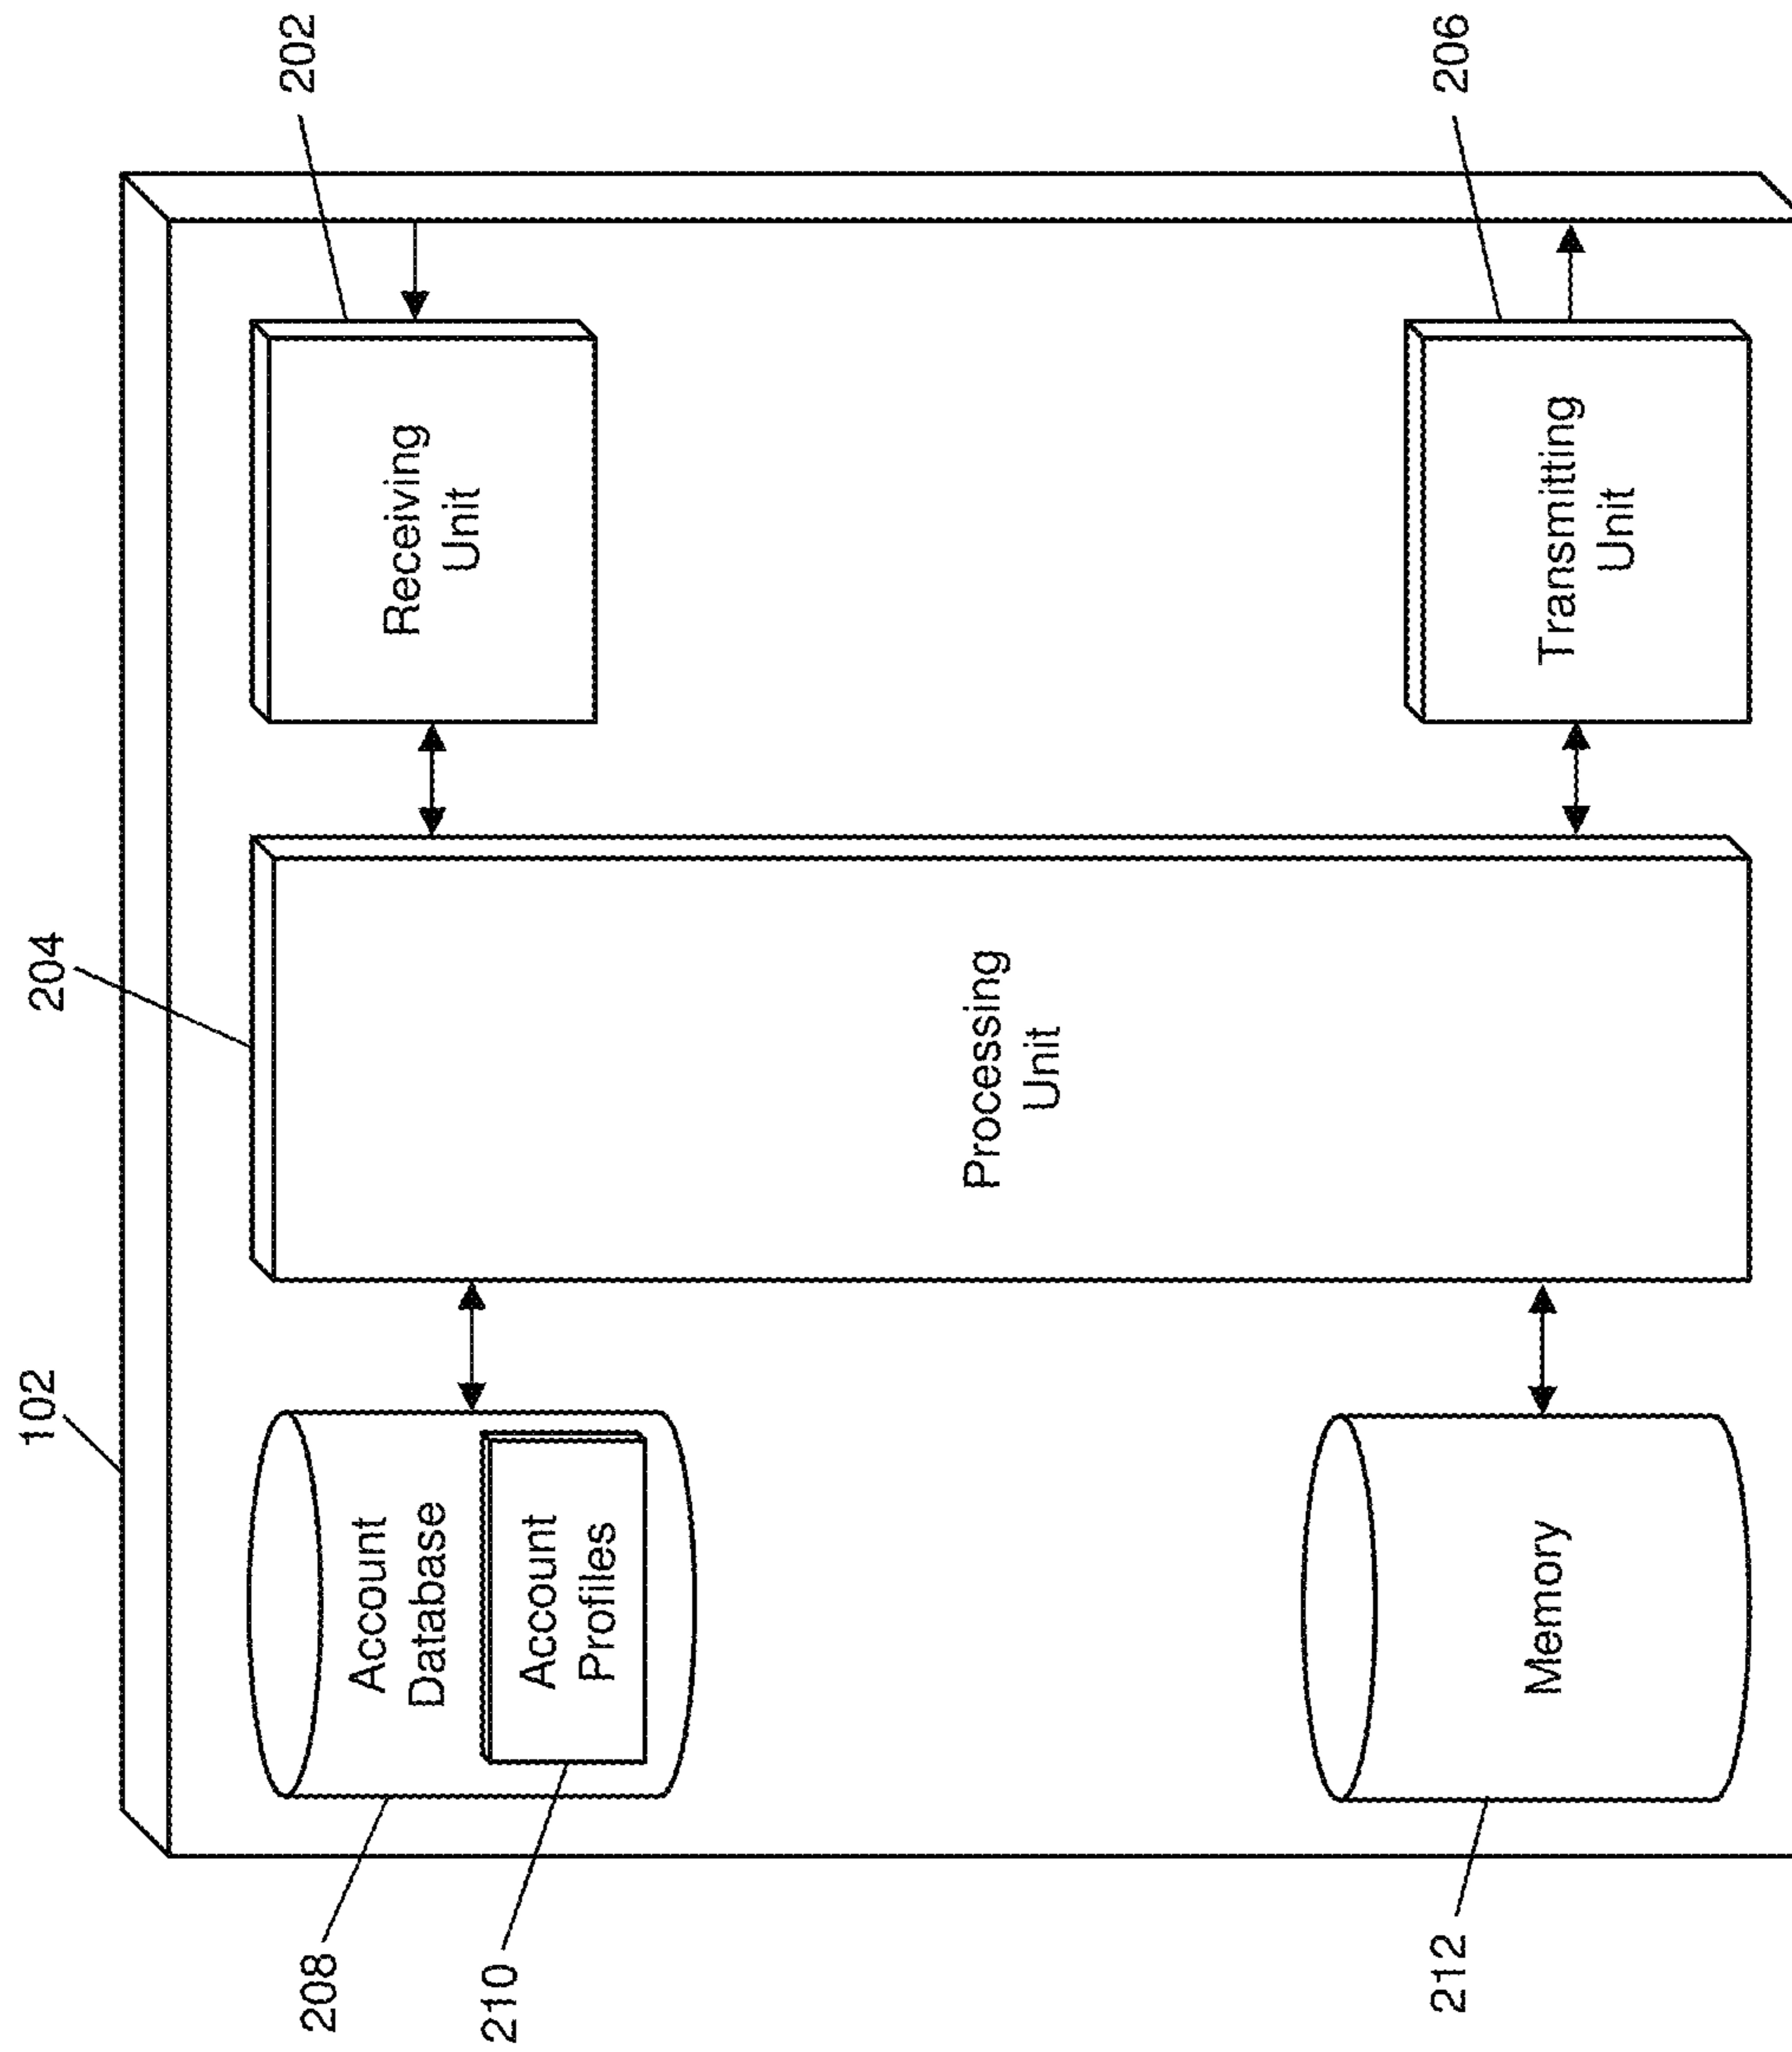 102
204
208
Account
Database
210
Account
Profiles
Processing
Unit
Receiving
Unit
202
212
Memory
Transmitting
Unit
206